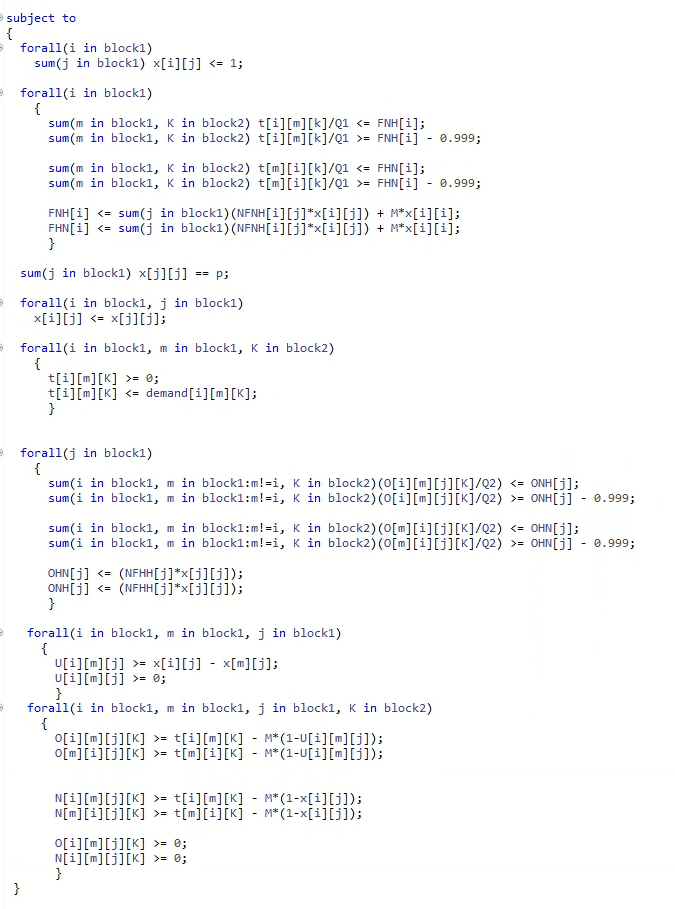 subject to
{
forall(i in block1)
sum(j in block1) x[i][j] <= 1;
forall(i in block1)
{
sum(m in block1, K in block2) t[i][m][k]/Q1 <= FNH[i];
sum(m in block1, K in block2) t[i][m][k]/Q1 >= FNH[i] - 0.999;
sum(m in block1, K in block2) t[m][i][k]/Q1 <= FHN[i];
sum(m in block1, K in block2) t[m][i][k]/Q1 >= FHN[i] - 0.999;
FNH[i] <= sum(j in block1)(NFNH[i][j]*x[i][j]) + M*x[i][i];
FHN[i] <= sum(j in block1)(NFNH[i][j]*x[i][j]) + M*x[i][i];
}
sum(j in block1) x[j][j] == p;
forall(i in block1, j in block1)
x[i][j] <= x[j][j];
forall(i in block1, m in block1, K in block2)
{
t[i][m][K] >= 0;
t[i][m][K] <= demand[i][m][K];
}
forall(j in block1)
{
sum(i in block1, m in block1:m!=i, K in block2)(O[i][m][j][K]/Q2) <= ONH[j];
sum(i in block1, m in block1:m!=i, K in block2)(O[i][m][j][K]/Q2) >= ONH[j] - 0.999;
sum(i in block1, m in block1:m!=i, K in block2)(O[m][i][j][K]/Q2) <= OHN[j];
sum(i in block1, m in block1:m!=i, K in block2)(O[m][i][j][K]/Q2) >= OHN[j] - 0.999;
OHN[j] <= (NFHH[j]*x[j][j]);
ONH[j] <= (NFHH[j]*x[j][j]);
}
forall(i in block1, m in block1, j in block1)
{
U[i][m][j] >= x[i][j] - x[m][j];
U[i][m][j] >= 0;
}
forall(i in block1, m in block1, j in block1, K in block2)
{
O[i][m][j][K] >= t[i][m][K] - M*(1-U[i][m][j]);
O[m][i][j][K] >= t[m][i][K] - M*(1-U[i][m][j]);
N[i][m][j][K] >= t[i][m][K] - M*(1-x[i][j]);
N[m][i][j][K] >= t[m][i][K] - M*(1-x[i][j]);
O[i][m][j][K] >= 0;
N[i][m][j][K] >= 0;
}
}